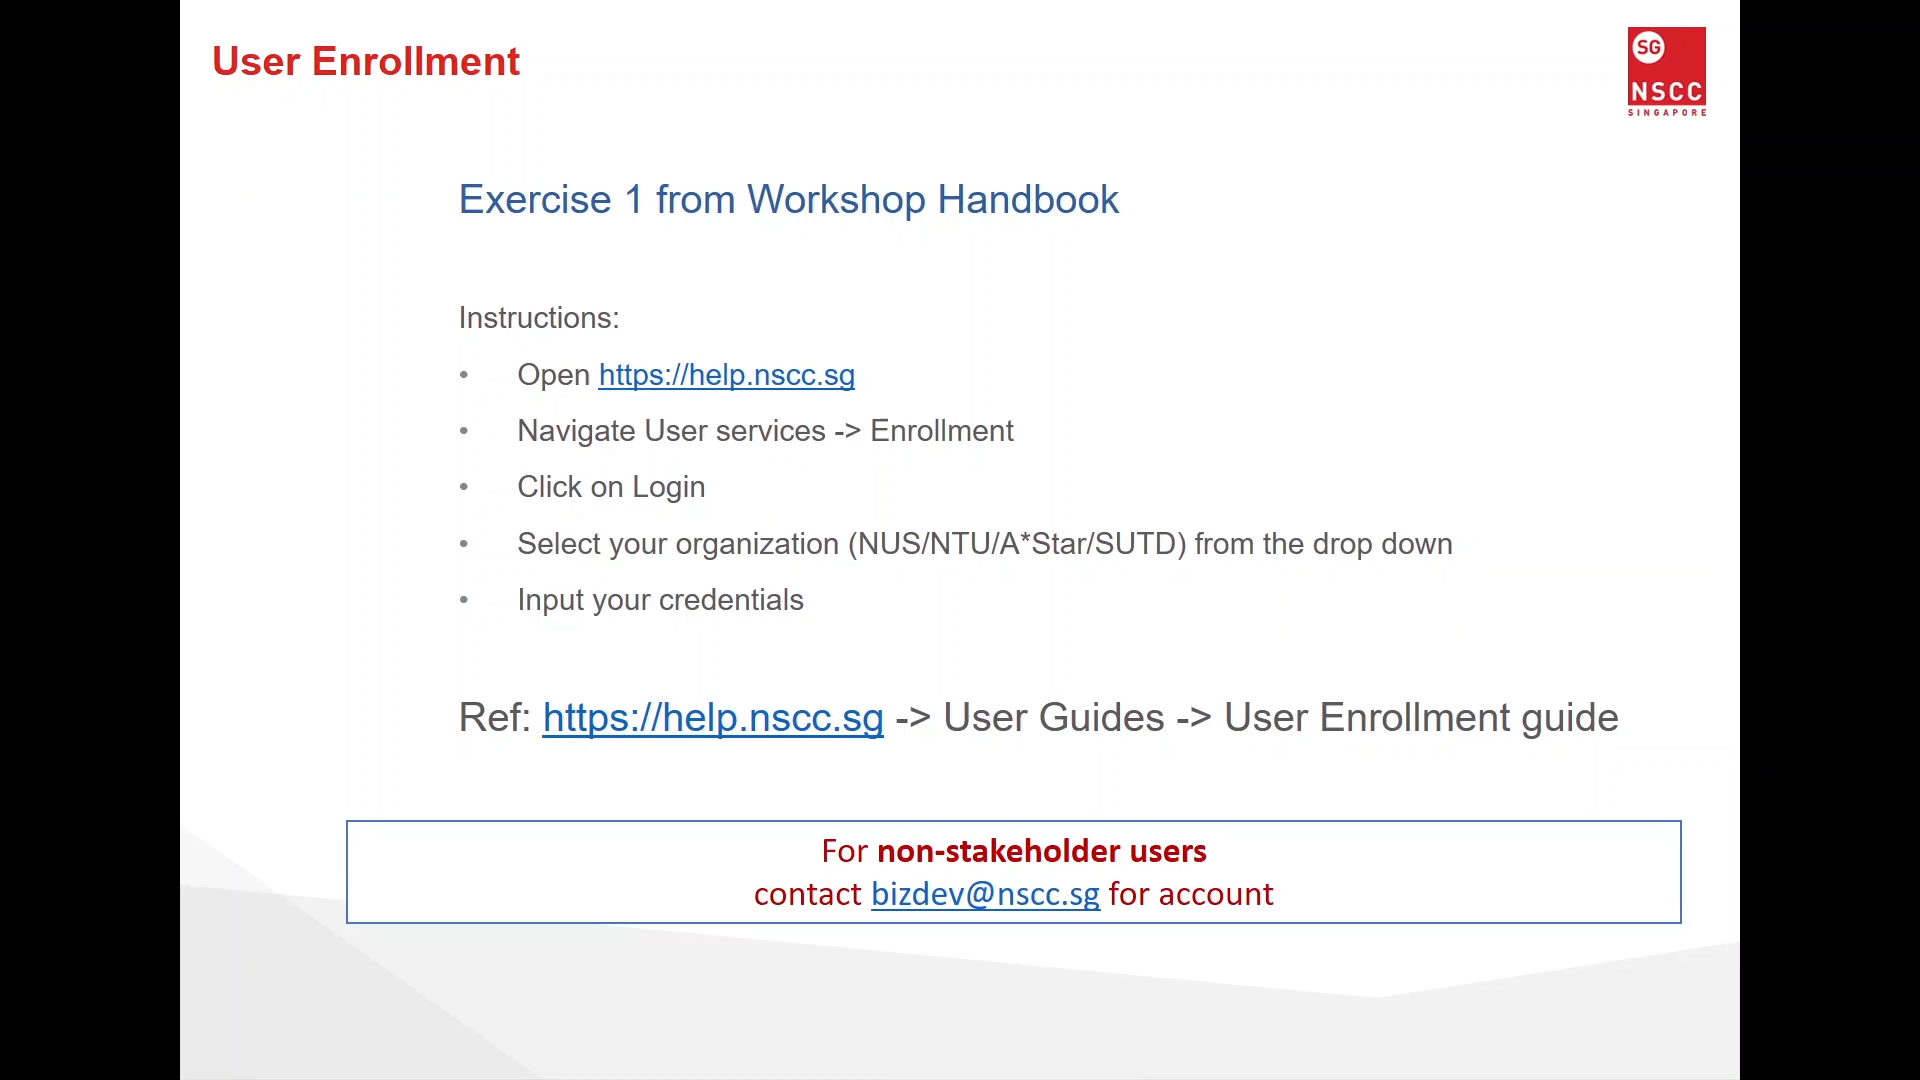 User Enrollment
SG
NSCC
SINGAPORE
Exercise 1 from Workshop Handbook
Instructions:
• Open https://help.nscc.sg
• Navigate User services -> Enrollment
• Click on Login
• Select your organization (NUS/NTU/A*Star/SUTD) from the drop down
• Input your credentials
Ref: https://help.nscc.sg -> User Guides -> User Enrollment guide
For non-stakeholder users
contact bizdev@nscc.sg for account